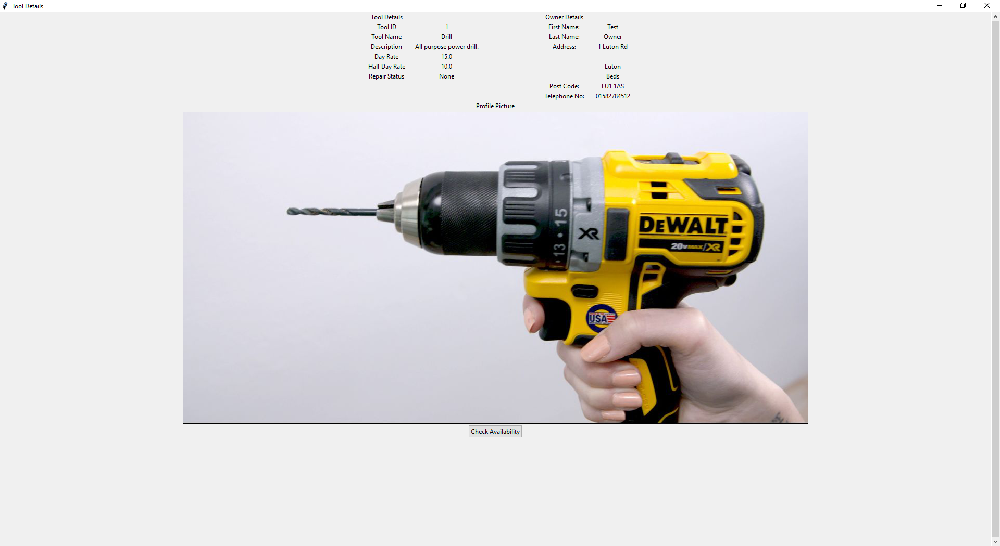 Tool Details
Tool Details
Tool ID 1
Tool Name Drill
Description All purpose power drill.
Day Rate 15.0
Half Day Rate 10.0
Repair Status None
Owner Details
First Name: Test
Last Name: Owner
Address: 1 Luton Rd
Luton
Beds
Post Code: LU1 1AS
Telephone No: 01582784512
Profile Picture
15
13
XR
DEWALT
20V MAX/XR
USA
Check Availability